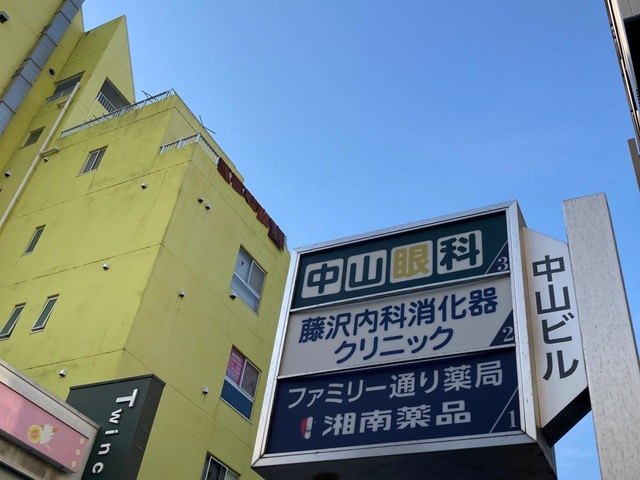 中山眼科
3
藤沢内科消化器
クリニック
2
ファミリー通り薬局
湘南薬品
1
中山ビル
Twinc